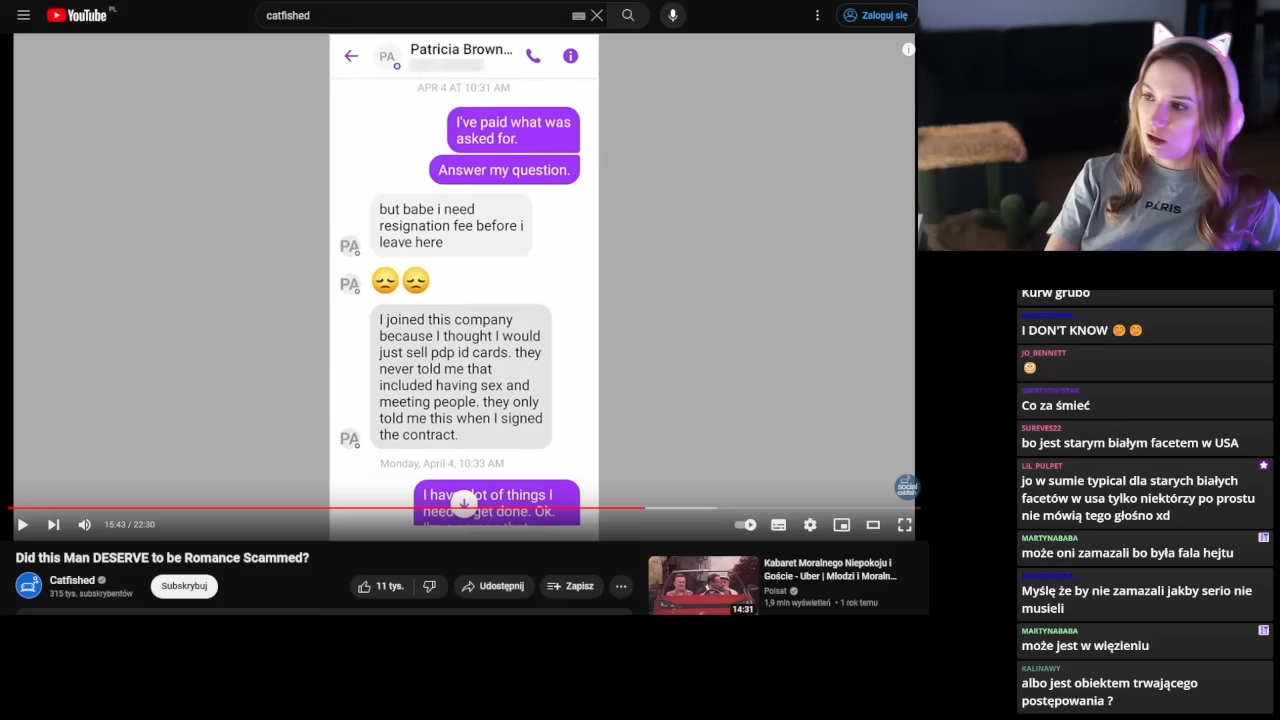 YouTube PL
catfished
Zaloguj się
PA
Patricia Brown...
APR 4 AT 10:31 AM
I've paid what was
asked for.
Answer my question.
but babe i need
resignation fee before i
leave here
PA
😞😞
PA
I joined this company
because I thought I would
just sell pdp id cards. they
never told me that
included having sex and
meeting people. they only
told me this when I signed
the contract.
PA
Monday, April 4, 10:33 AM
need
get done. Ok.
social
catfish
15:43 / 22:30
Did this Man DESERVE to be Romance Scammed?
Catfished
315 tys. subskrybentów
Subskrybuj
11 tys.
Udostępnij
Zapisz
14:31
Kabaret Moralnego Niepokoju i
Goście - Uber | Młodzi i Moraln...
Polsat
1,9 mln wyświetleń • 1 rok temu
PARIS
Kurw grubo
I DON'T KNOW
JO_BENNETT
Co za śmieć
SUREVES22
bo jest starym białym facetem w USA
LIL_PULPET
jo w sumie typical dla starych białych
facetów w usa tylko niektórzy po prostu
nie mówią tego głośno xd
MARTYNABABA
może oni zamazali bo była fala hejtu
Myślę że by nie zamazali jakby serio nie
musieli
MARTYNABABA
może jest w więzieniu
KALINAWY
albo jest obiektem trwającego
postępowania ?